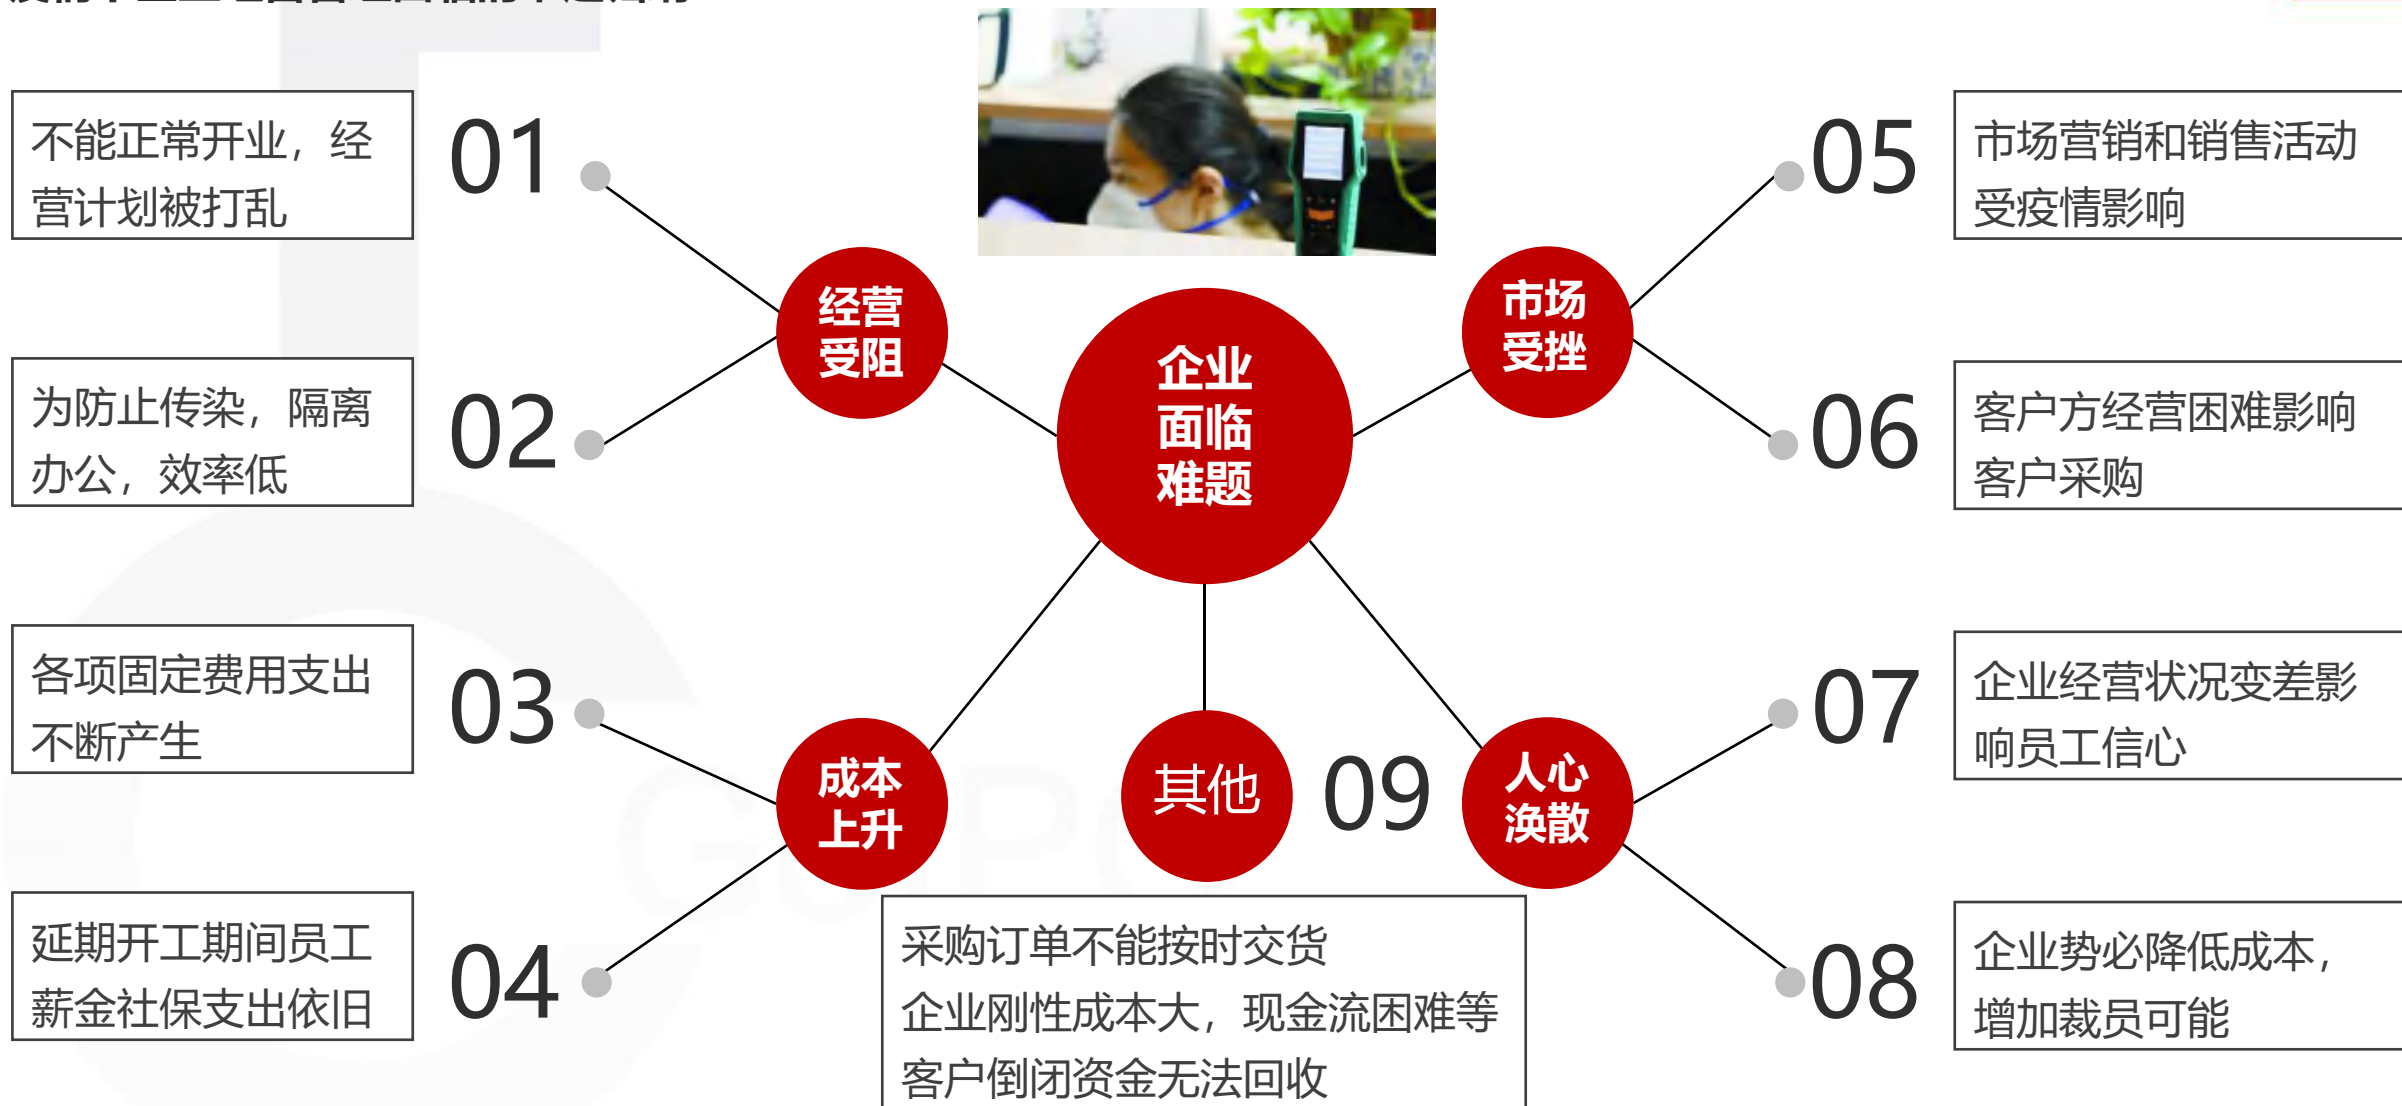 不能正常开业，经
营计划被打乱
01
为防止传染，隔离
办公，效率低
02
各项固定费用支出
不断产生
03
延期开工期间员工
薪金社保支出依旧
04
经营
受阻
成本
上升
企业
面临
难题
其他
09
采购订单不能按时交货
企业刚性成本大，现金流困难等
客户倒闭资金无法回收
市场
受挫
人心
涣散
05
市场营销和销售活动
受疫情影响
06
客户方经营困难影响
客户采购
07
企业经营状况变差影
响员工信心
08
企业势必降低成本，
增加裁员可能